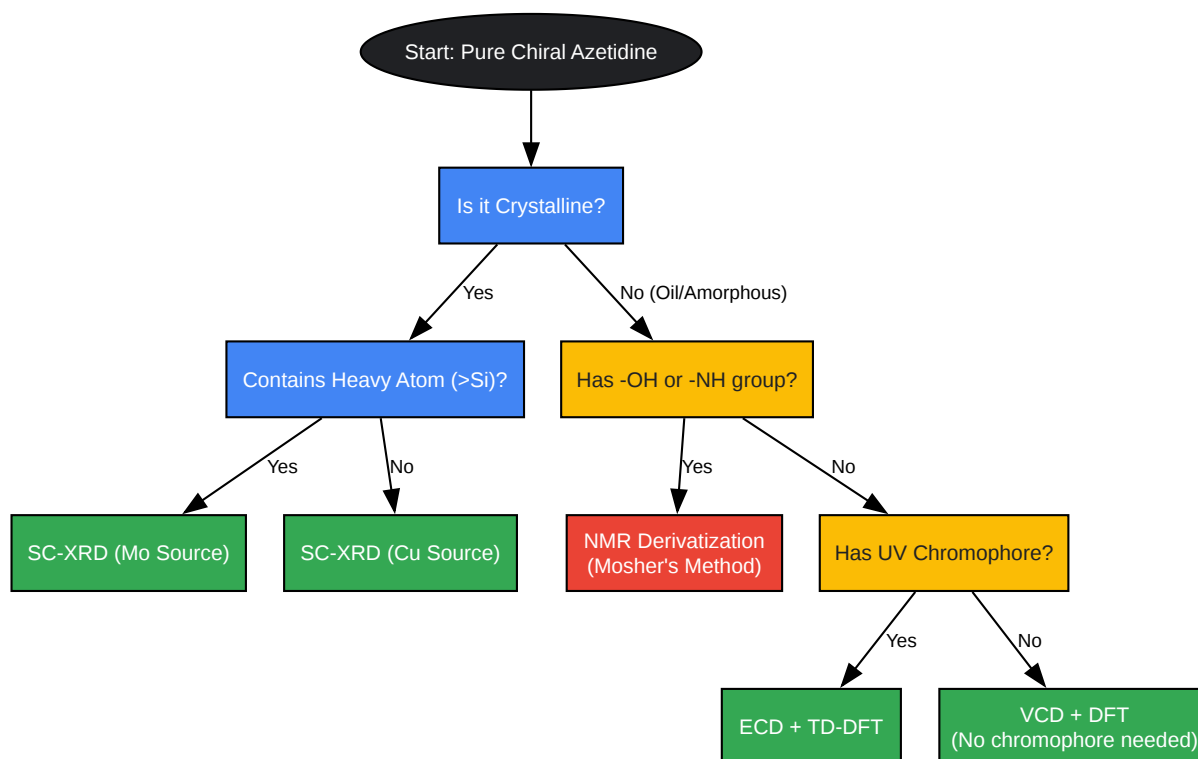 Start: Pure Chiral Azetidine
Is it Crystalline?
Yes
No (Oil/Amorphous)
Contains Heavy Atom (>Si)?
Has -OH or -NH group?
Yes
No
Yes
No
SC-XRD (Mo Source)
SC-XRD (Cu Source)
NMR Derivatization
(Mosher's Method)
Has UV Chromophore?
Yes
No
ECD + TD-DFT
VCD + DFT
(No chromophore needed)